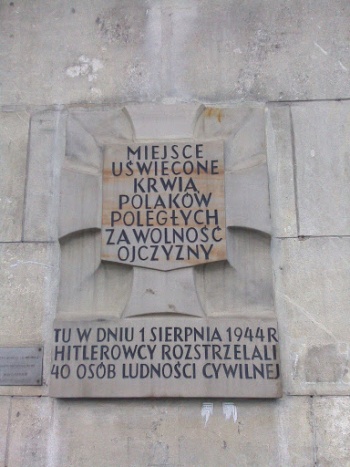 MIEJSCE
UŚWIĘCONE
KRWIĄ
POLAKÓW
POLEGŁYCH
ZA WOLNOŚĆ
OJCZYZNY
TU W DNIU 1 SIERPNIA 1944 R
HITLEROWCY ROZSTRZELALI
40 OSÓB LUDNOŚCI CYWILNEJ